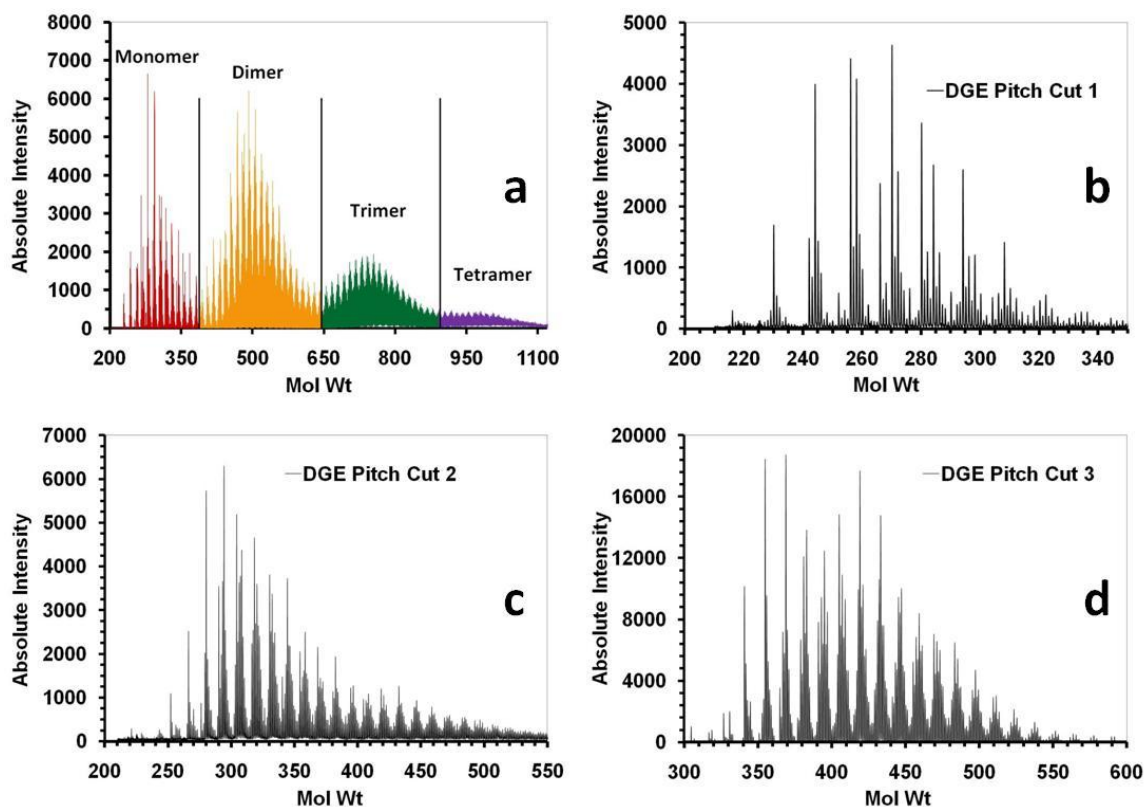 8000
7000
6000
5000
4000
3000
2000
1000
0
Absolute Intensity
Monomer
Dimer
Trimer
Tetramer
a
200 350 500 650 800 950 1100
Mol Wt
5000
4000
3000
2000
1000
0
Absolute Intensity
DGE Pitch Cut 1
b
200 220 240 260 280 300 320 340
Mol Wt
7000
6000
5000
4000
3000
2000
1000
0
Absolute Intensity
DGE Pitch Cut 2
c
200 250 300 350 400 450 500 550
Mol Wt
20000
16000
12000
8000
4000
0
Absolute Intensity
DGE Pitch Cut 3
d
300 350 400 450 500 550 600
Mol Wt